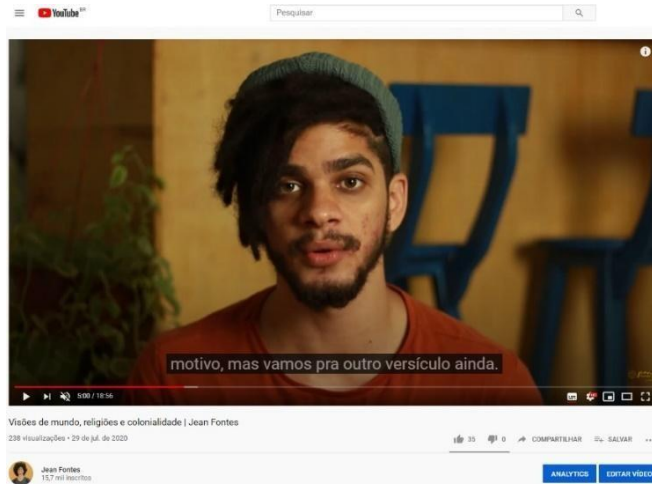 YouTube BR
Pesquisar
motivo, mas vamos pra outro versículo ainda.
5:00 / 18:56
Visões de mundo, religiões e colonialidade | Jean Fontes
238 visualizações • 29 de jul. de 2020
35
0
COMPARTILHAR
SALVAR
Jean Fontes
15,7 mil inscritos
ANALYTICS
EDITAR VÍDEO